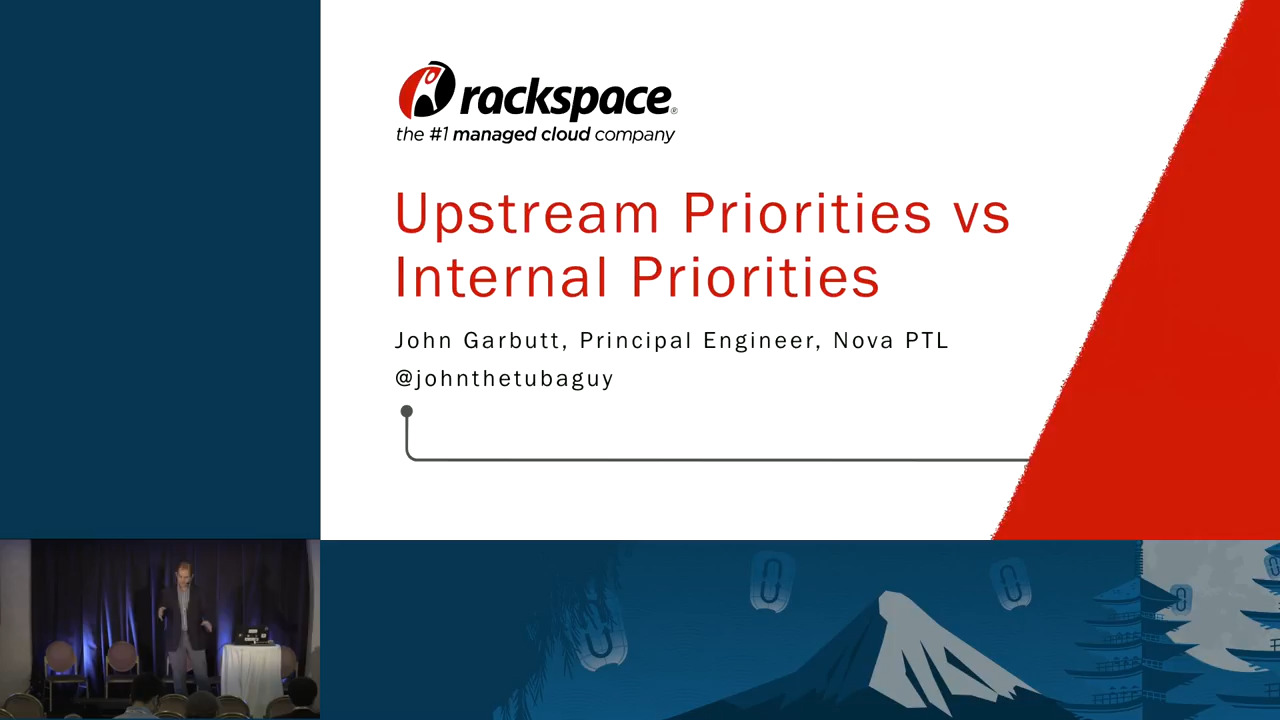 rackspace®
the #1 managed cloud company
Upstream Priorities vs
Internal Priorities
John Garbutt, Principal Engineer, Nova PTL
@johnthetubaguy